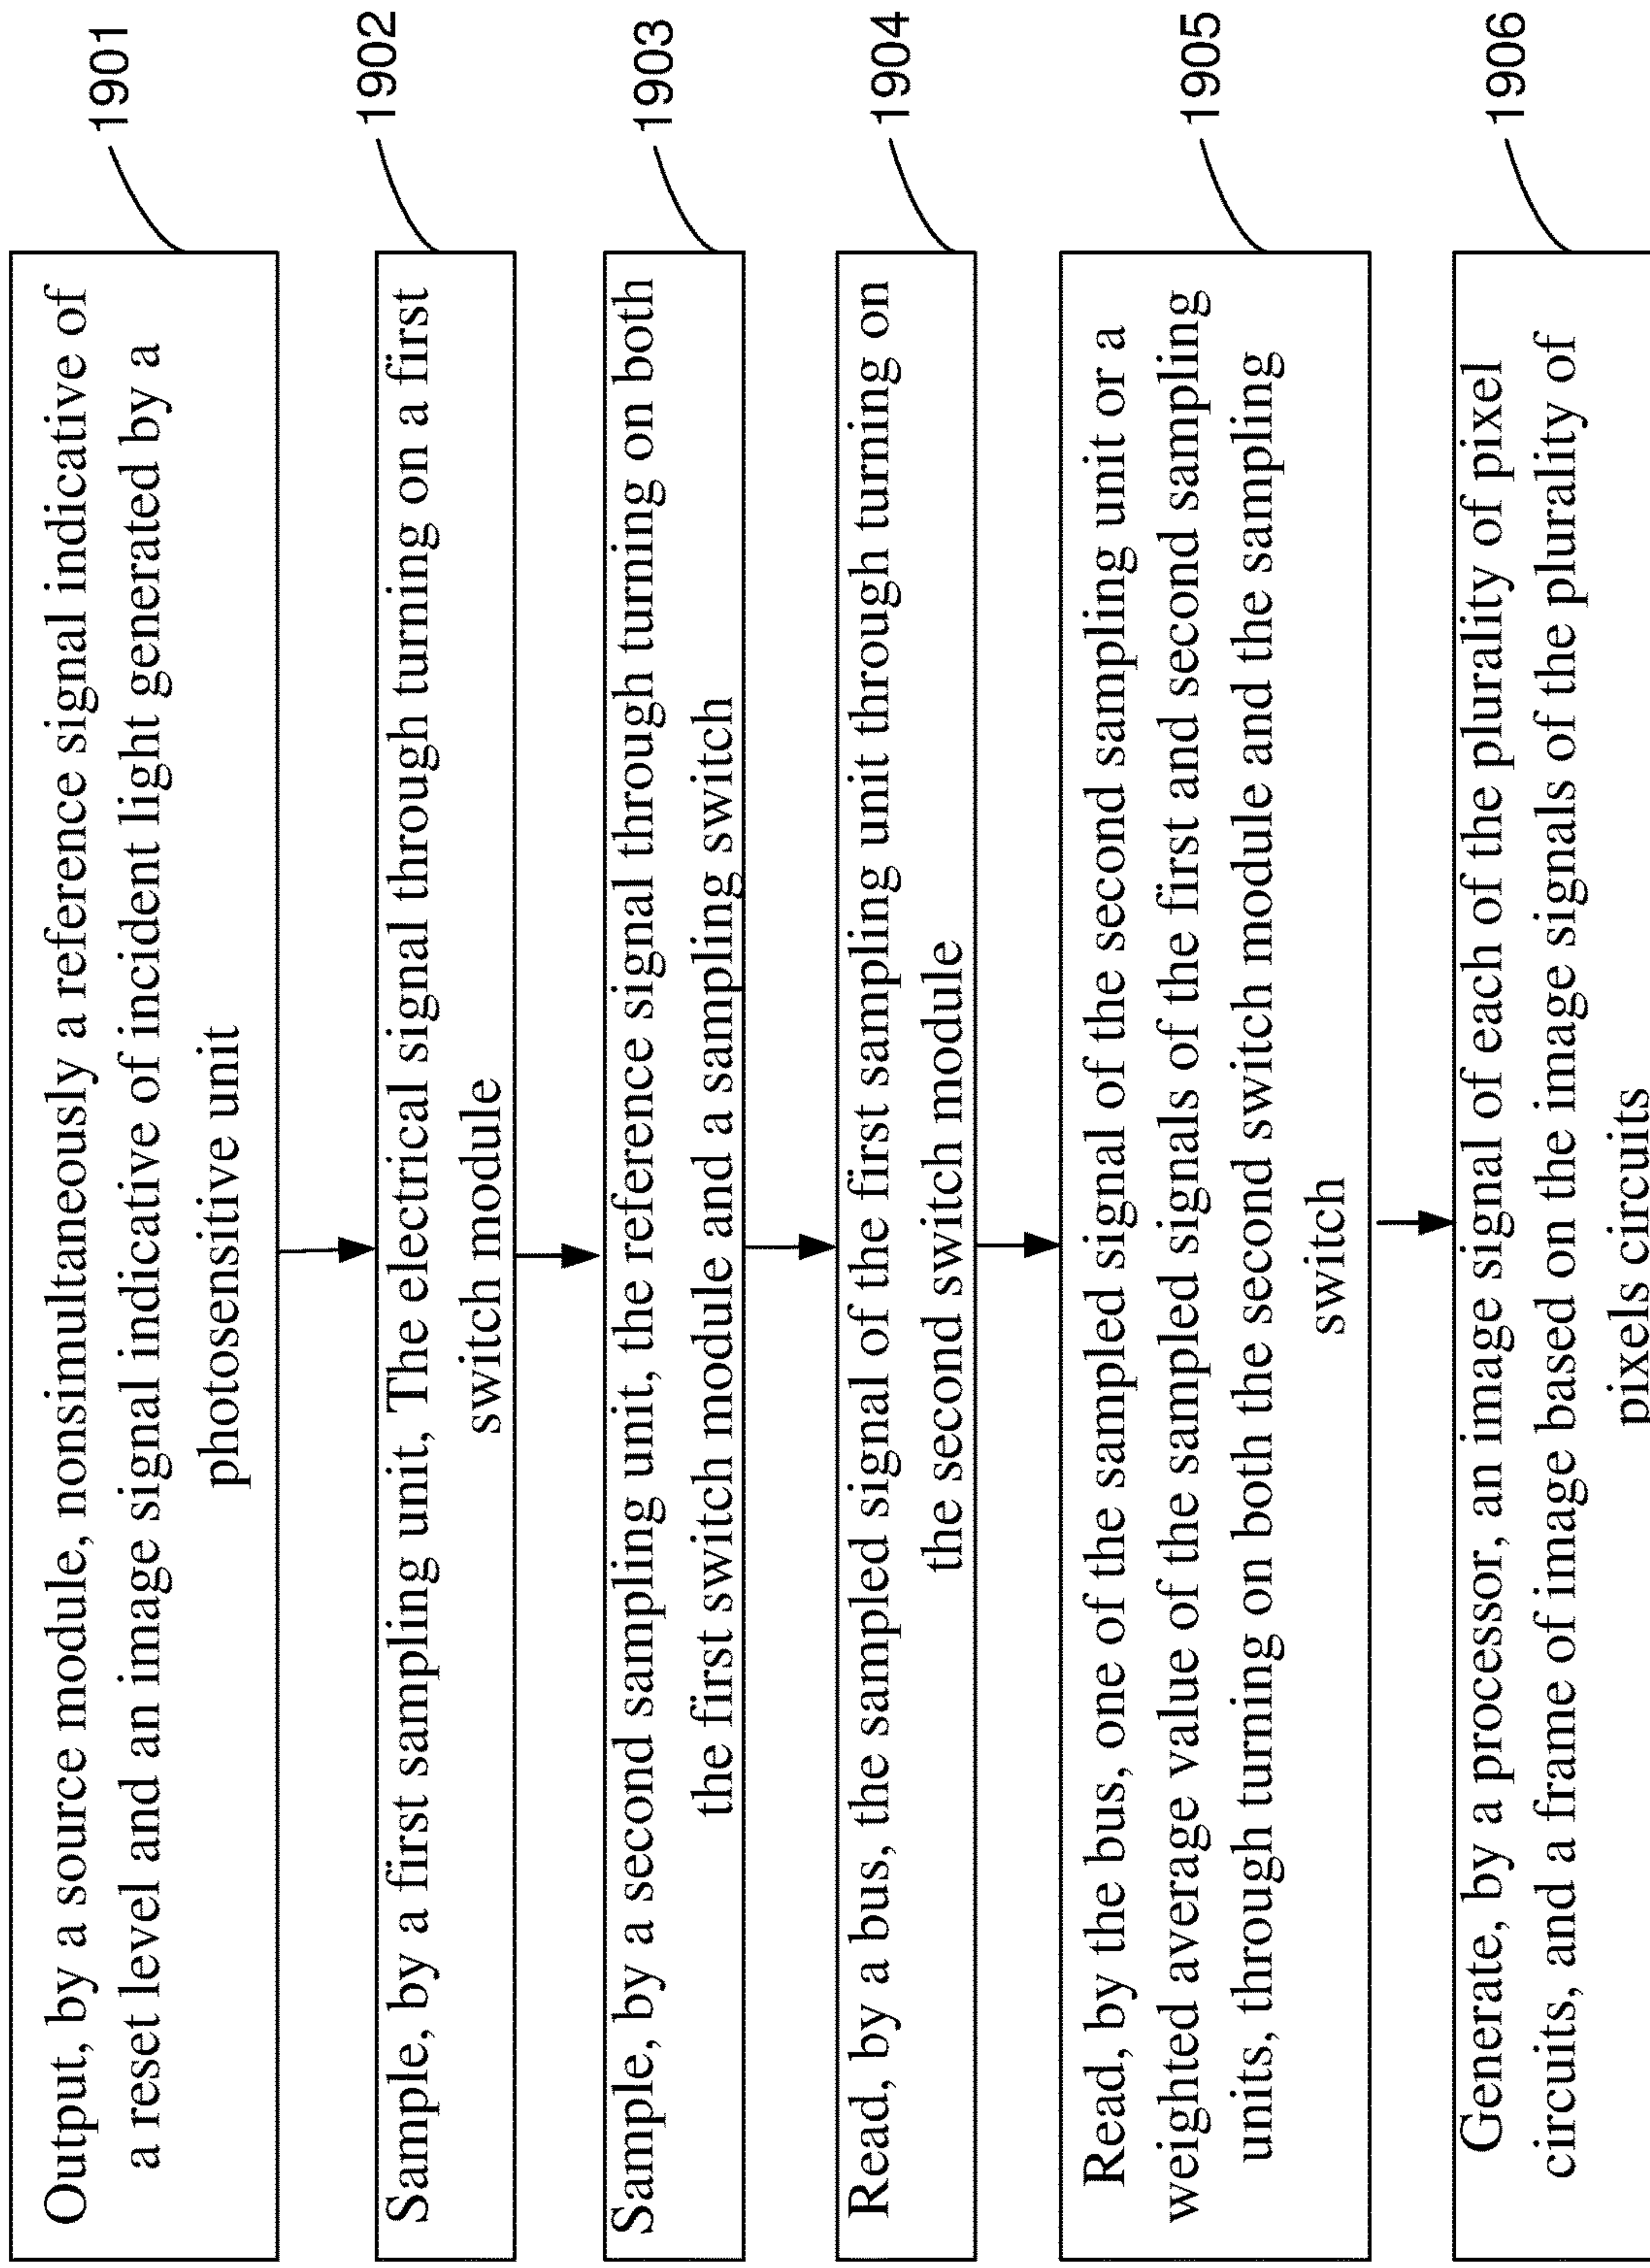 Output, by a source module, nonsimultaneously a reference signal indicative of
a reset level and an image signal indicative of incident light generated by a
photosensitive unit
1901
Sample, by a first sampling unit, The electrical signal through turning on a first
switch module
1902
Sample, by a second sampling unit, the reference signal through turning on both
the first switch module and a sampling switch
1903
Read, by a bus, the sampled signal of the first sampling unit through turning on
the second switch module
1904
Read, by the bus, one of the sampled signal of the second sampling unit or a
weighted average value of the sampled signals of the first and second sampling
units, through turning on both the second switch module and the sampling
switch
1905
Generate, by a processor, an image signal of each of the plurality of pixel
circuits, and a frame of image based on the image signals of the plurality of
pixels circuits
1906